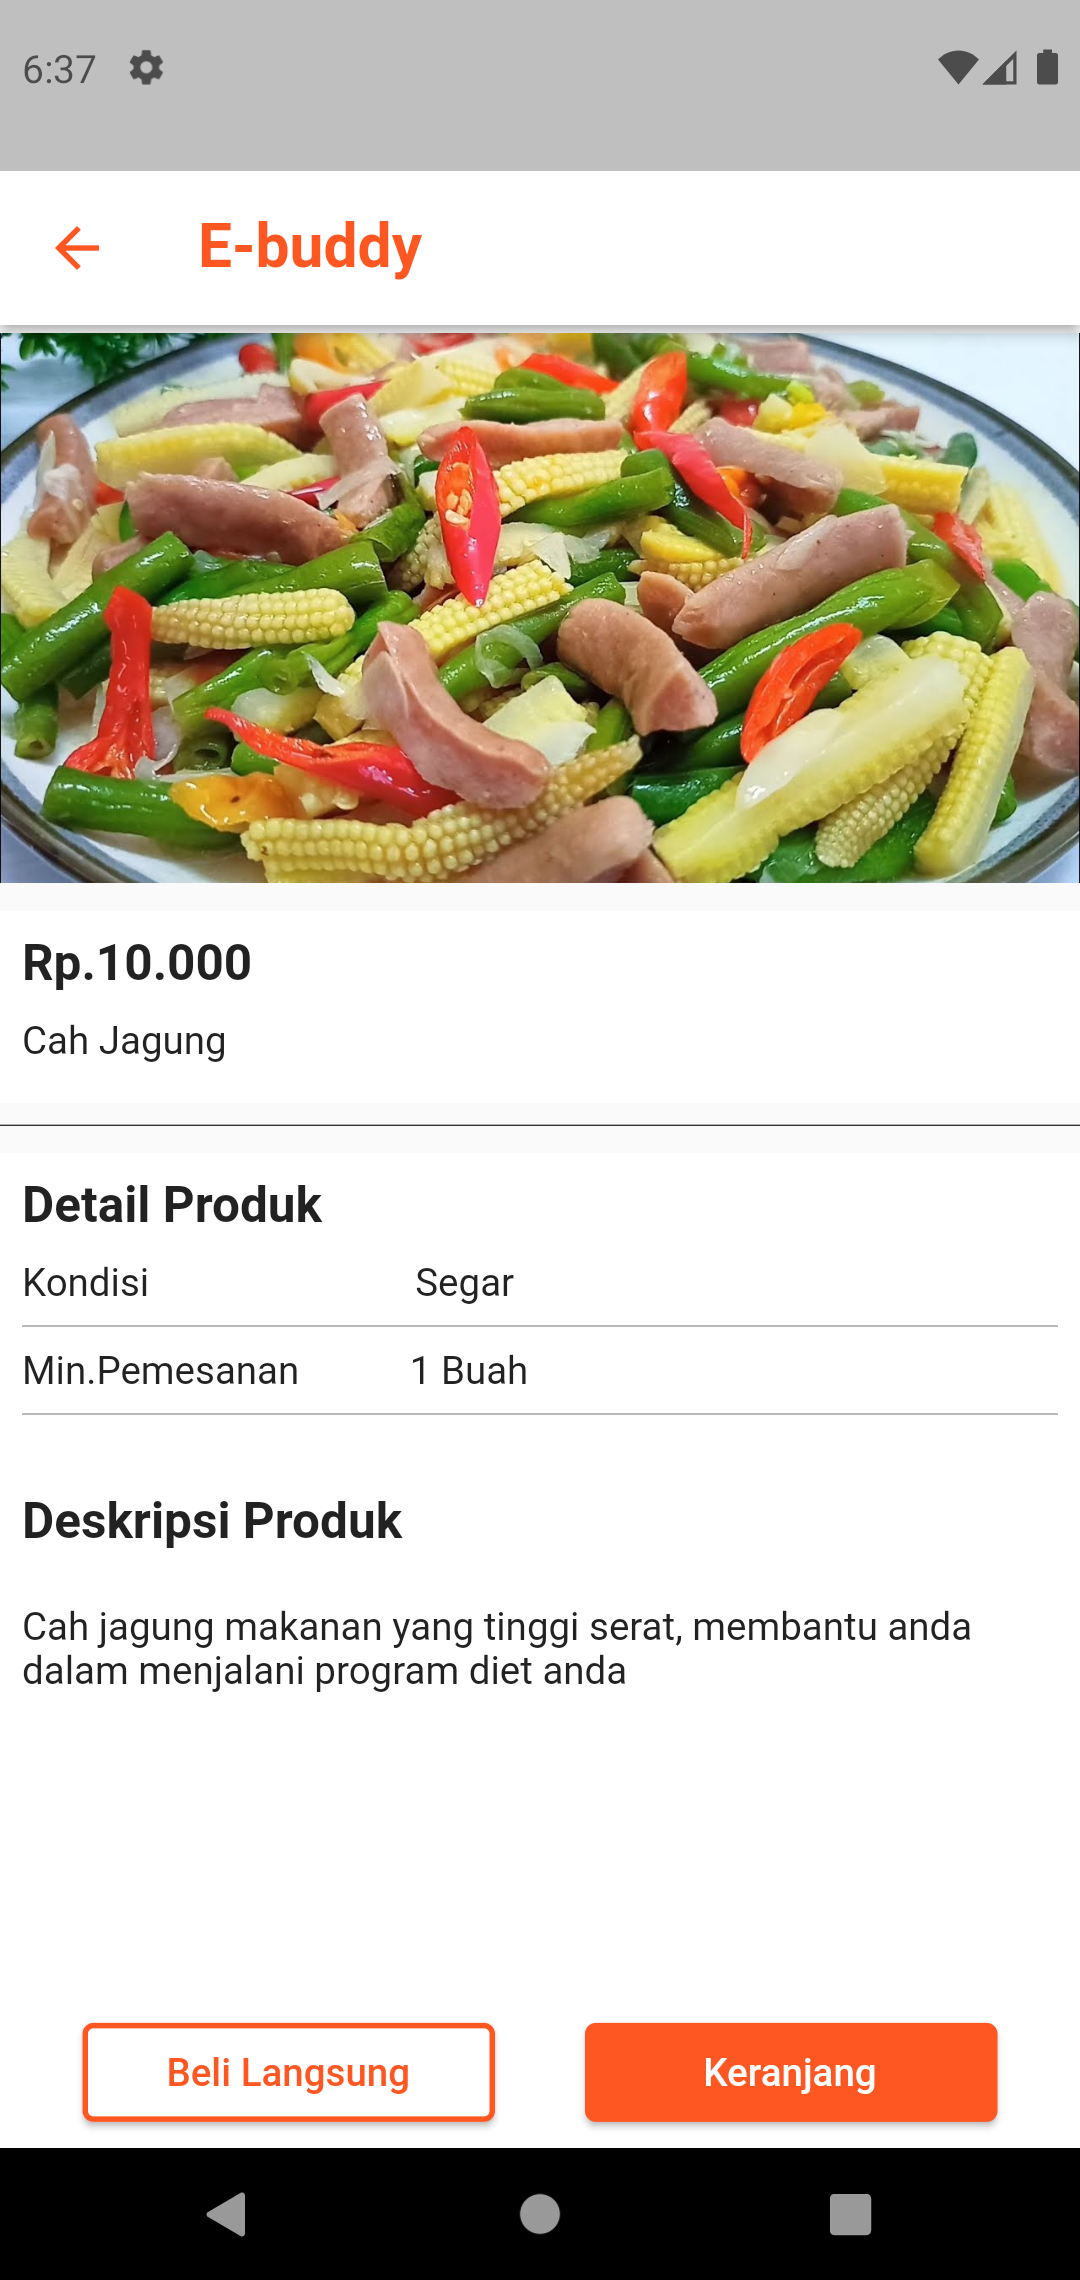 6:37
E-buddy
Rp.10.000
Cah Jagung
Detail Produk
Kondisi Segar
Min.Pemesanan 1 Buah
Deskripsi Produk
Cah jagung makanan yang tinggi serat, membantu anda
dalam menjalani program diet anda
Beli Langsung Keranjang